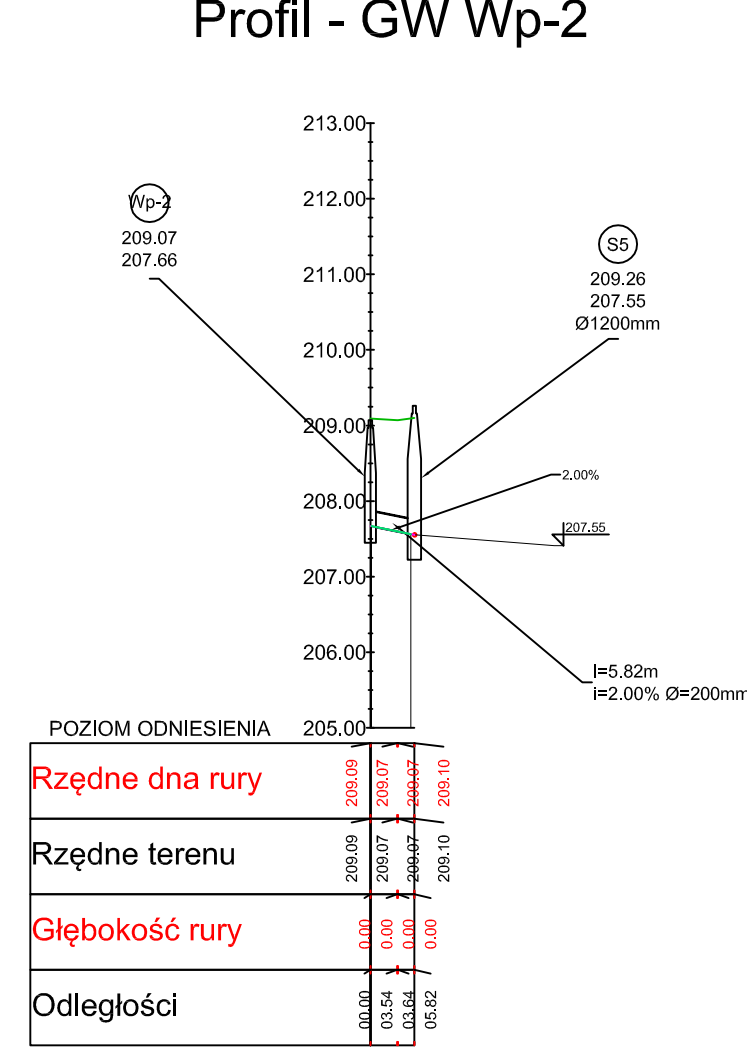 Profil - GW Wp-2
213.00
212.00
211.00
210.00
209.00
208.00
207.00
206.00
205.00
Wp-2
209.07
207.66
S5
209.26
207.55
Ø1200mm
2.00%
207.55
l=5.82m
i=2.00% Ø=200mm
POZIOM ODNIESIENIA
Rzędne dna rury
209.09 209.07 209.07 209.10
Rzędne terenu
209.09 209.07 209.07 209.10
Głębokość rury
0.00 0.00 0.00 0.00
Odległości
00.00 03.54 03.64 05.82